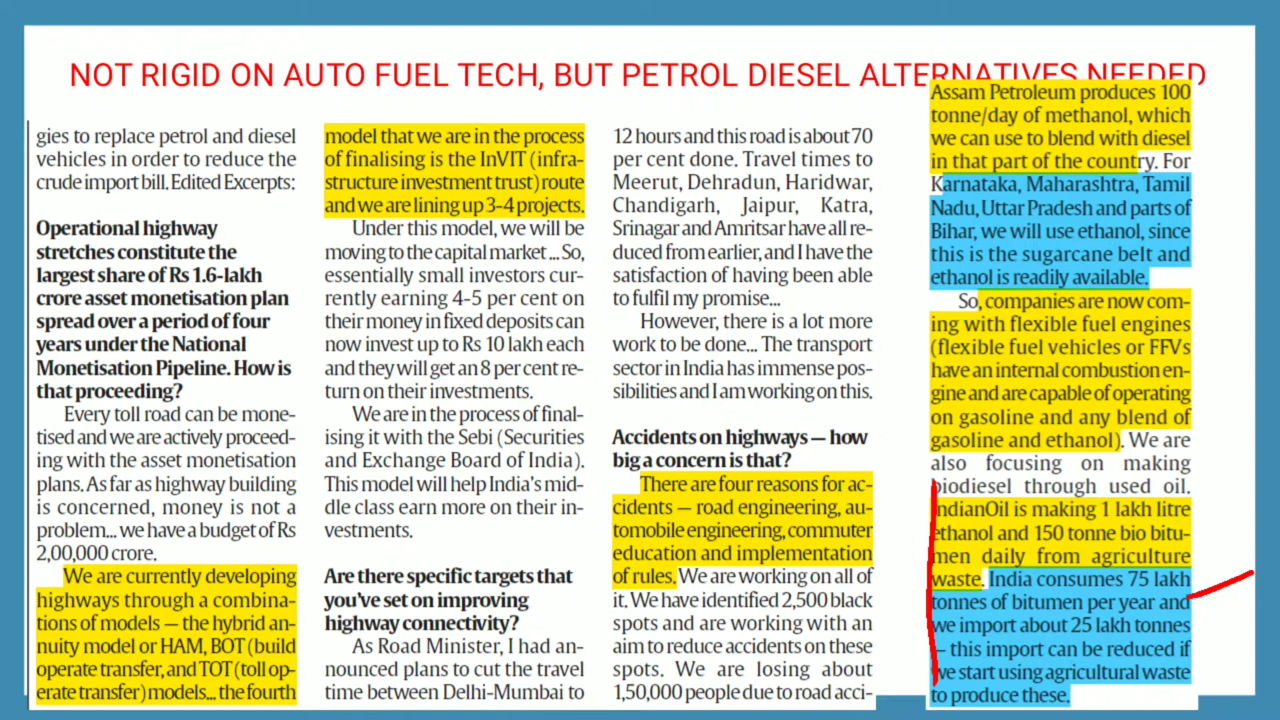 NOT RIGID ON AUTO FUEL TECH, BUT PETROL DIESEL ALTERNATIVES NEEDED
gies to replace petrol and diesel
vehicles in order to reduce the
crude import bill. Edited Excerpts:
Operational highway
stretches constitute the
largest share of Rs 1.6-lakh
crore asset monetisation plan
spread over a period of four
years under the National
Monetisation Pipeline. How is
that proceeding?
Every toll road can be mone-
tised and we are actively proceed-
ing with the asset monetisation
plans. As far as highway building
is concerned, money is not a
problem... we have a budget of Rs
2,00,000 crore.
We are currently developing
highways through a combina-
tions of models — the hybrid an-
nuity model or HAM, BOT (build
operate transfer, and TOT (toll op-
erate transfer) models... the fourth
model that we are in the process
of finalising is the InVIT (infra-
structure investment trust) route
and we are lining up 3-4 projects.
Under this model, we will be
moving to the capital market ... So,
essentially small investors cur-
rently earning 4-5 per cent on
their money in fixed deposits can
now invest up to Rs 10 lakh each
and they will get an 8 per cent re-
turn on their investments.
We are in the process of final-
ising it with the Sebi (Securities
and Exchange Board of India).
This model will help India's mid-
dle class earn more on their in-
vestments.
Are there specific targets that
you've set on improving
highway connectivity?
As Road Minister, I had an-
nounced plans to cut the travel
time between Delhi-Mumbai to
12 hours and this road is about 70
per cent done. Travel times to
Meerut, Dehradun, Haridwar,
Chandigarh, Jaipur, Katra,
Srinagar and Amritsar have all re-
duced from earlier, and I have the
satisfaction of having been able
to fulfil my promise...
However, there is a lot more
work to be done... The transport
sector in India has immense pos-
sibilities and I am working on this.
Accidents on highways — how
big a concern is that?
There are four reasons for ac-
cidents — road engineering, au-
tomobile engineering, commuter
education and implementation
of rules. We are working on all of
it. We have identified 2,500 black
spots and are working with an
aim to reduce accidents on these
spots. We are losing about
1,50,000 people due to road acci-
Assam Petroleum produces 100
tonne/day of methanol, which
we can use to blend with diesel
in that part of the country. For
Karnataka, Maharashtra, Tamil
Nadu, Uttar Pradesh and parts of
Bihar, we will use ethanol, since
this is the sugarcane belt and
ethanol is readily available.
So, companies are now com-
ing with flexible fuel engines
(flexible fuel vehicles or FFVs
have an internal combustion en-
gine and are capable of operating
on gasoline and any blend of
gasoline and ethanol). We are
also focusing on making
biodiesel through used oil.
IndianOil is making 1 lakh litre
ethanol and 150 tonne bio bitu-
men daily from agriculture
waste. India consumes 75 lakh
tonnes of bitumen per year and
we import about 25 lakh tonnes
— this import can be reduced if
we start using agricultural waste
to produce these.